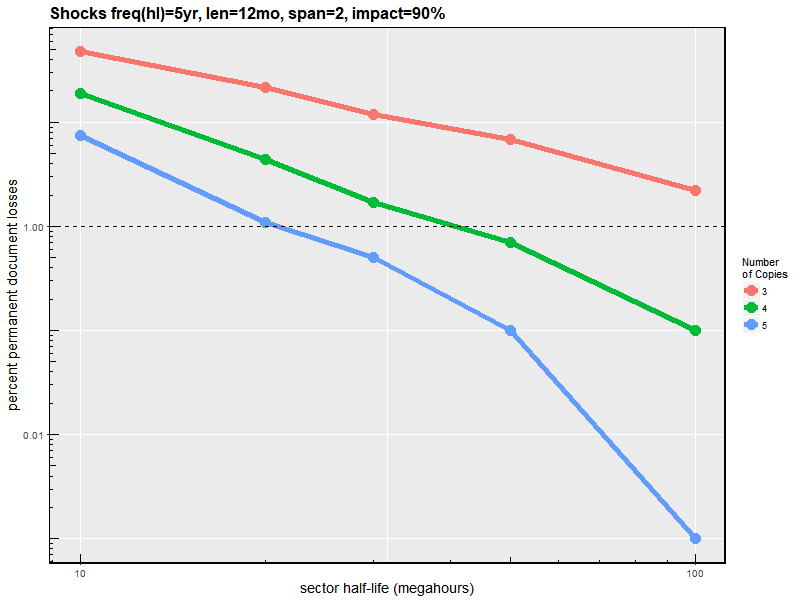 Shocks freq(hl)=5yr, len=12mo, span=2, impact=90%
percent permanent document losses
1.00
0.01
10
100
sector half-life (megahours)
Number
of Copies
3
4
5